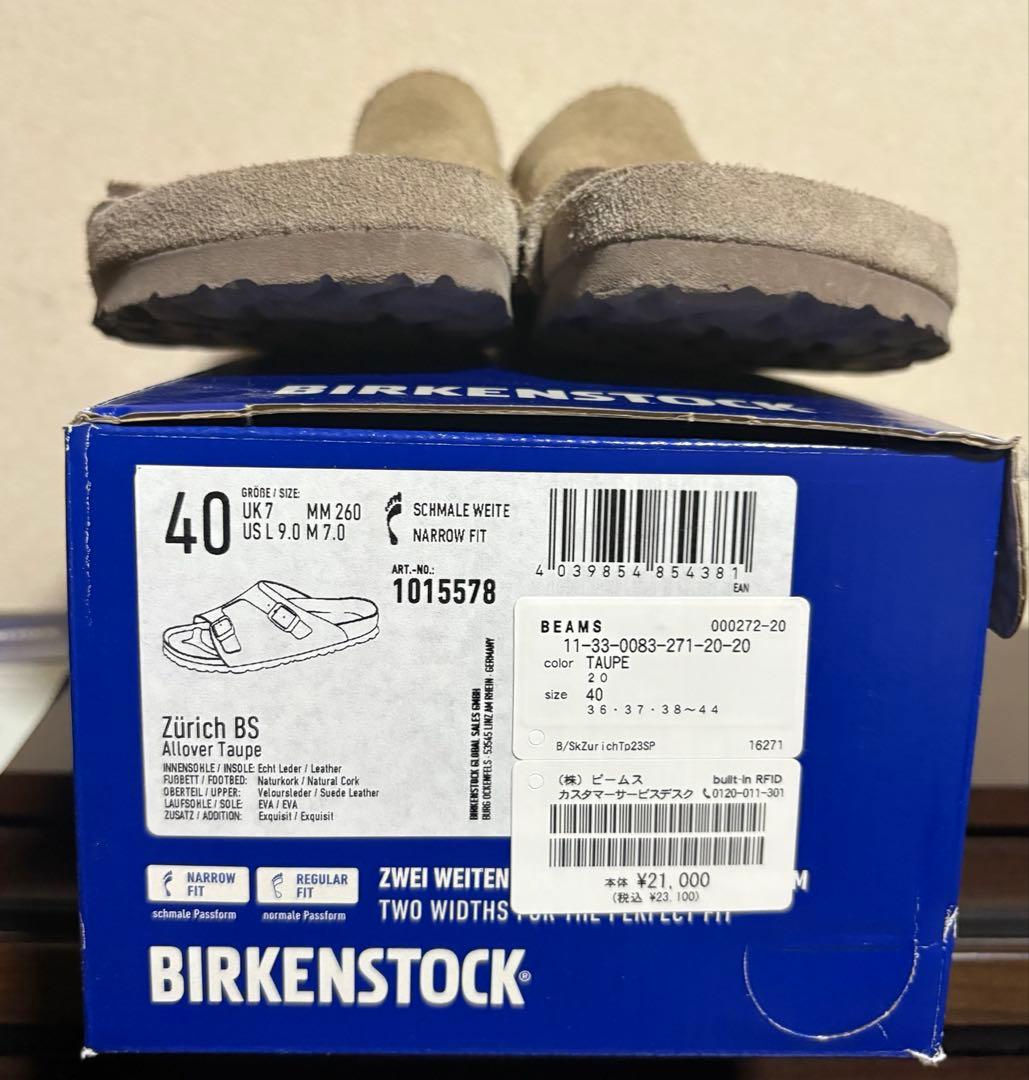 BIRKENSTOCK
40
GRÖßE / SIZE:
UK 7 MM 260
US L 9.0 M 7.0
SCHMALE WEITE
NARROW FIT
ART.-NO.:
1015578
4 039854 854381
EAN
Zürich BS
Allover Taupe
INNENSOHLE / INSOLE: Echt Leder / Leather
FUßBETT / FOOTBED: Naturkork / Natural Cork
OBERTEIL / UPPER: Veloursleder / Suede Leather
LAUFSOHLE / SOLE: EVA / EVA
ZUSATZ / ADDITION: Exquisit / Exquisit
BIRKENSTOCK GLOBAL SALES GMBH
BURG OCKENFELS · 53545 LINZ AM RHEIN · GERMANY
BEAMS 000272-20
11-33-0083-271-20-20
color TAUPE
20
size 40
36・37・38～44
B/SkZurichTp23SP 16271
(株) ビームス built-in RFID
カスタマーサービスデスク 0120-011-301
本体 ¥21,000
(税込 ¥23,100)
NARROW FIT
schmale Passform
REGULAR FIT
normale Passform
ZWEI WEITEN
TWO WIDTHS FOR THE PERFECT FIT
BIRKENSTOCK®